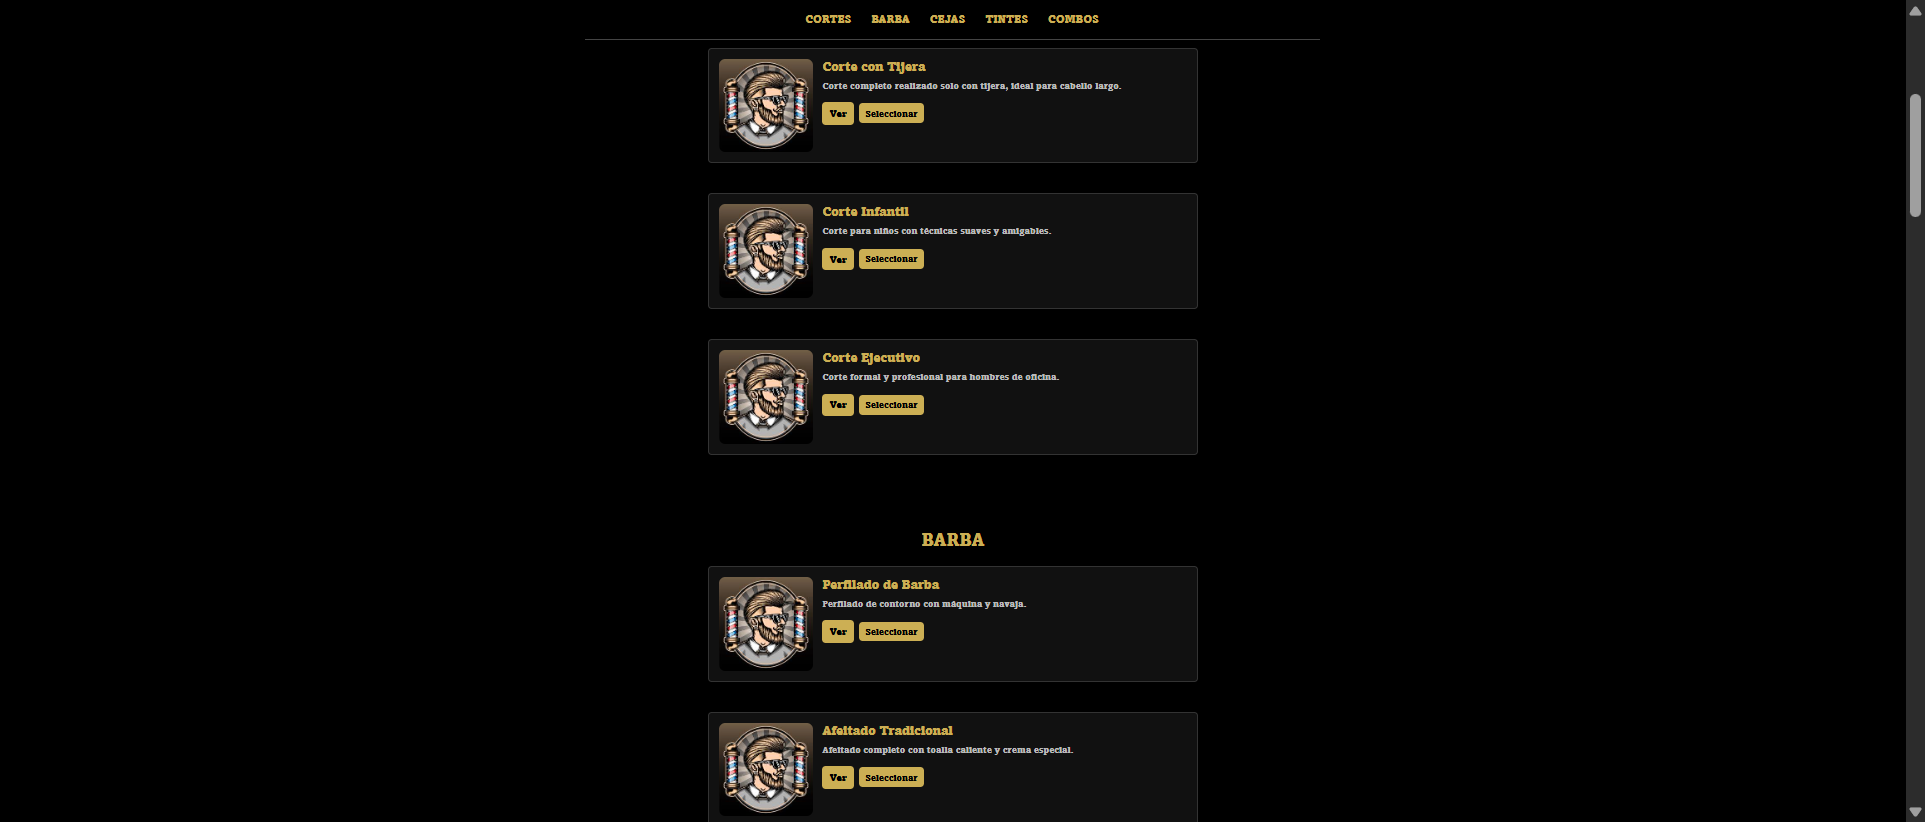 CORTES BARBA CEJAS TINTES COMBOS
Corte con Tijera
Corte completo realizado solo con tijera, ideal para cabello largo.
Ver Seleccionar
Corte Infantil
Corte para niños con técnicas suaves y amigables.
Ver Seleccionar
Corte Ejecutivo
Corte formal y profesional para hombres de oficina.
Ver Seleccionar
BARBA
Perfilado de Barba
Perfilado de contorno con máquina y navaja.
Ver Seleccionar
Afeitado Tradicional
Afeitado completo con toalla caliente y crema especial.
Ver Seleccionar